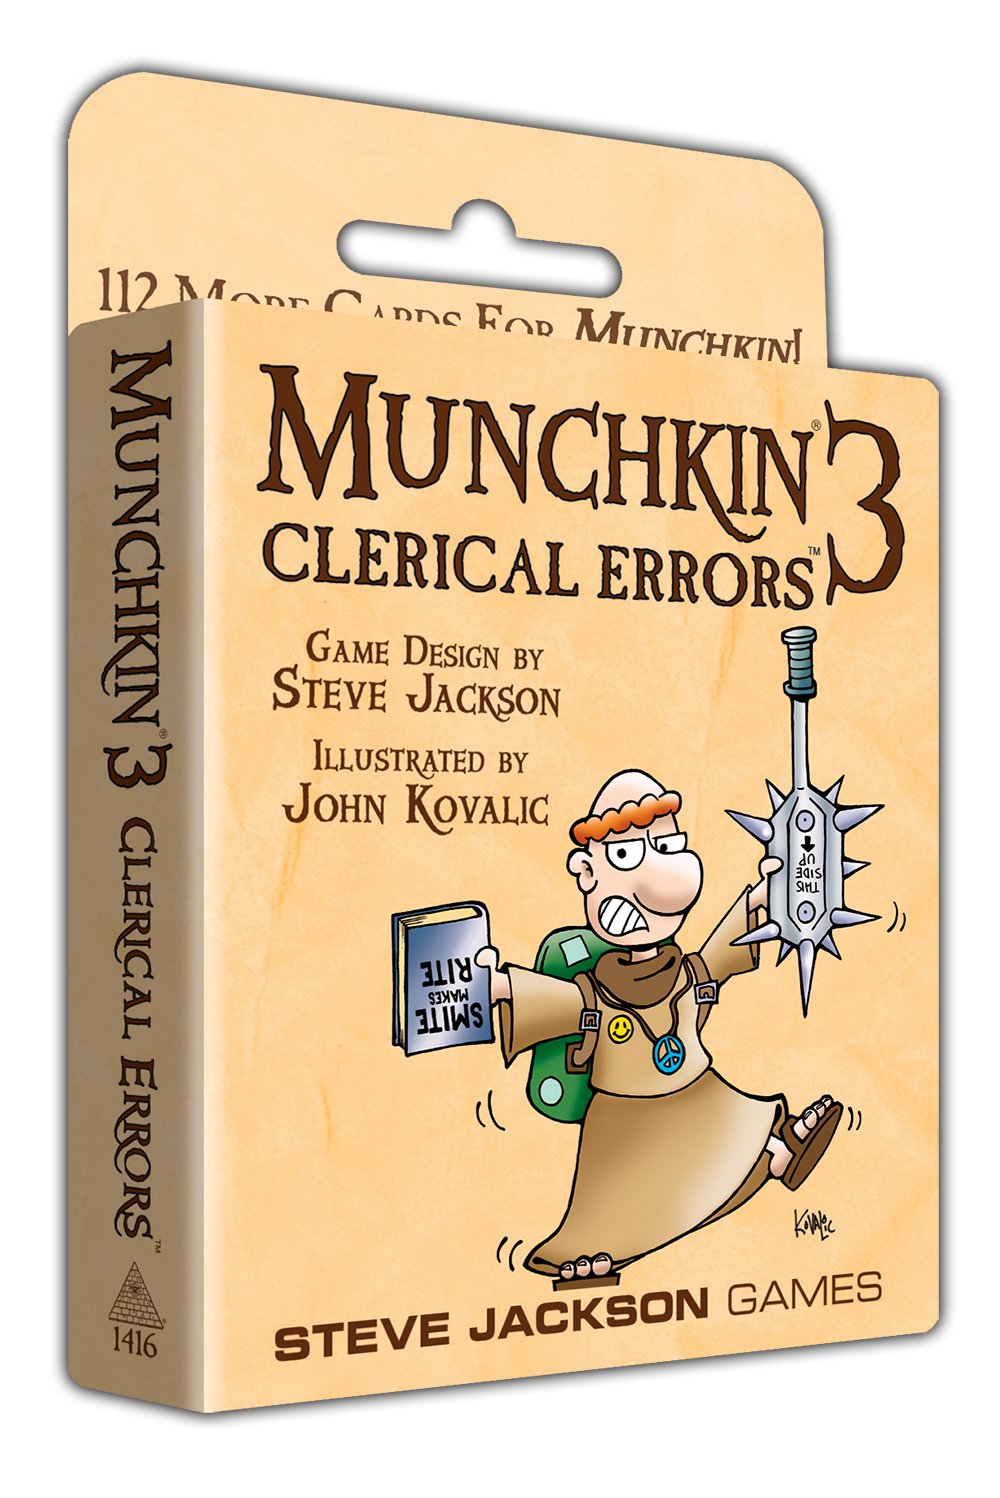 112 More Cards For Munchkin!
MUNCHKIN® 3
CLERICAL ERRORS™
GAME DESIGN BY
STEVE JACKSON
ILLUSTRATED BY
JOHN KOVALIC
THIS
SIDE
UP
SMITE
MAKES
RITE
KOVALIC
STEVE JACKSON GAMES
MUNCHKIN® 3 CLERICAL ERRORS™
1416